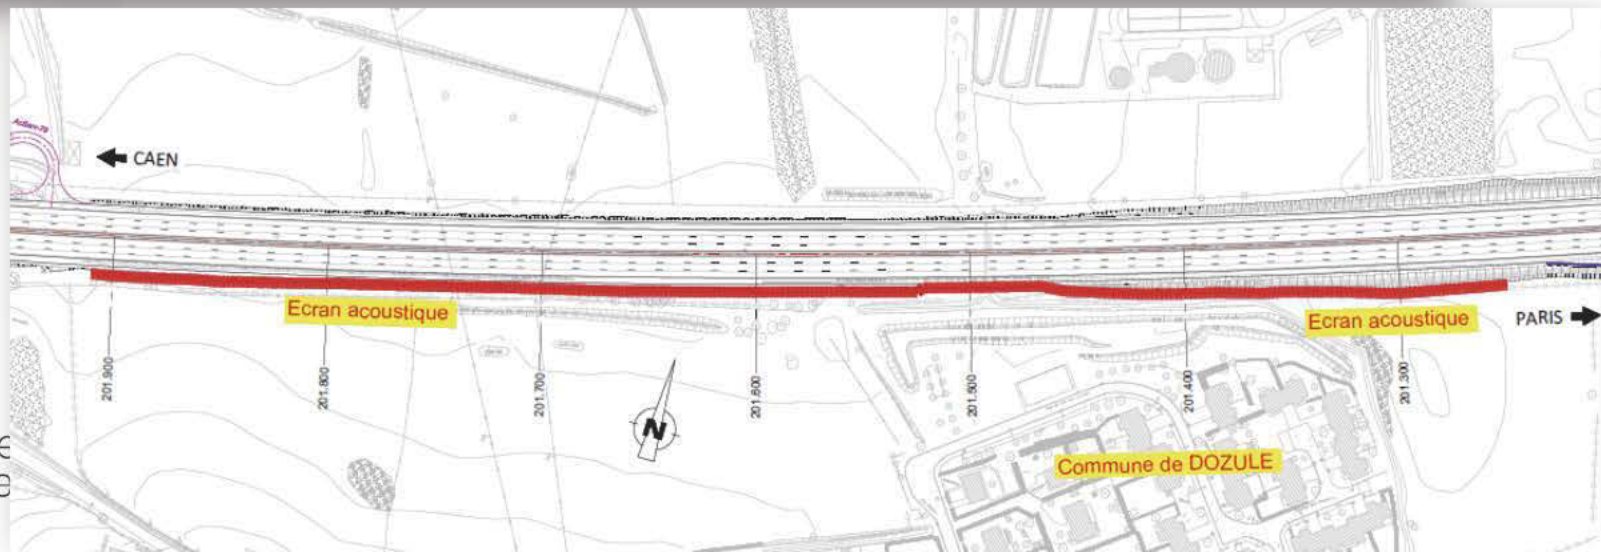 CAEN
Ecran acoustique
Ecran acoustique
PARIS
201.900
201.800
201.700
201.600
201.500
201.400
201.300
N
Commune de DOZULE